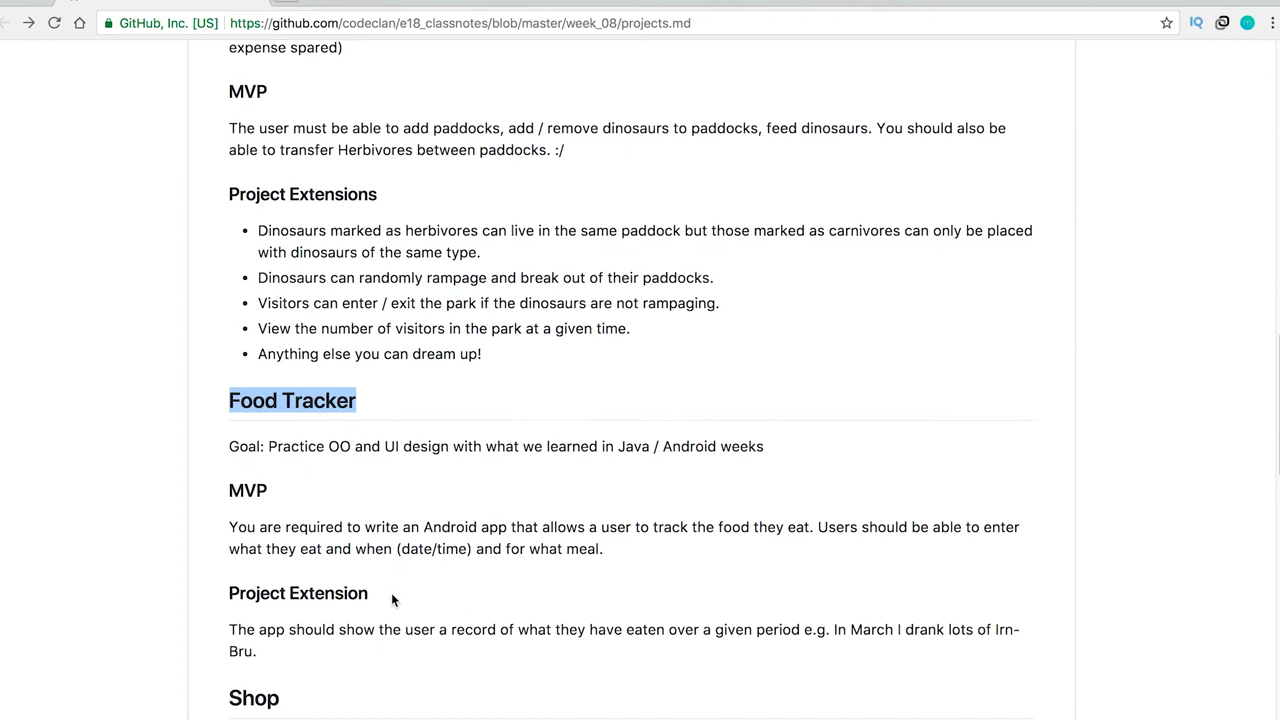 GitHub, Inc. [US] https://github.com/codeclan/e18_classnotes/blob/master/week_08/projects.md
IQ
expense spared)
MVP
The user must be able to add paddocks, add / remove dinosaurs to paddocks, feed dinosaurs. You should also be
able to transfer Herbivores between paddocks. :/
Project Extensions
• Dinosaurs marked as herbivores can live in the same paddock but those marked as carnivores can only be placed
with dinosaurs of the same type.
• Dinosaurs can randomly rampage and break out of their paddocks.
• Visitors can enter / exit the park if the dinosaurs are not rampaging.
• View the number of visitors in the park at a given time.
• Anything else you can dream up!
Food Tracker
Goal: Practice OO and UI design with what we learned in Java / Android weeks
MVP
You are required to write an Android app that allows a user to track the food they eat. Users should be able to enter
what they eat and when (date/time) and for what meal.
Project Extension
The app should show the user a record of what they have eaten over a given period e.g. In March I drank lots of Irn-
Bru.
Shop